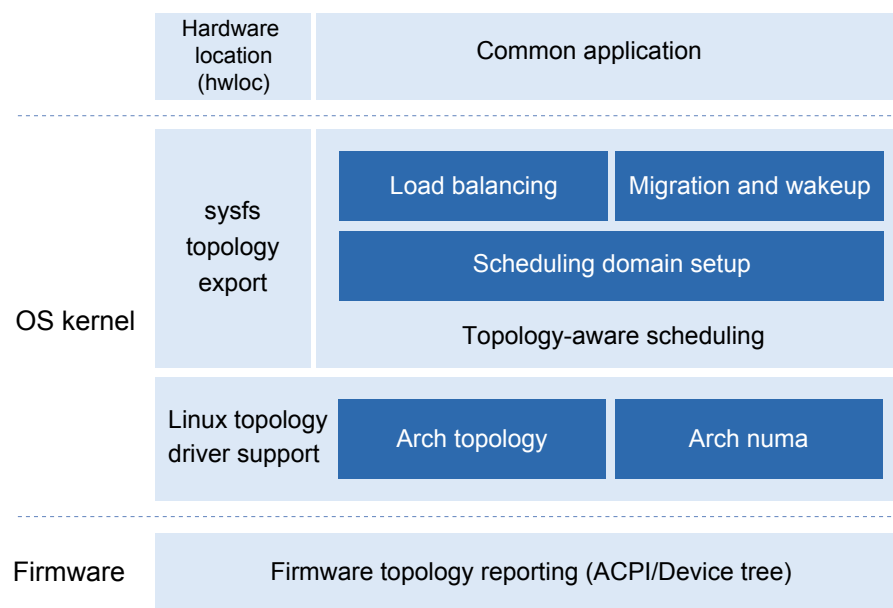 Hardware
location
(hwloc)
Common application
OS kernel
sysfs
topology
export
Load balancing
Migration and wakeup
Scheduling domain setup
Topology-aware scheduling
Linux topology
driver support
Arch topology
Arch numa
Firmware
Firmware topology reporting (ACPI/Device tree)